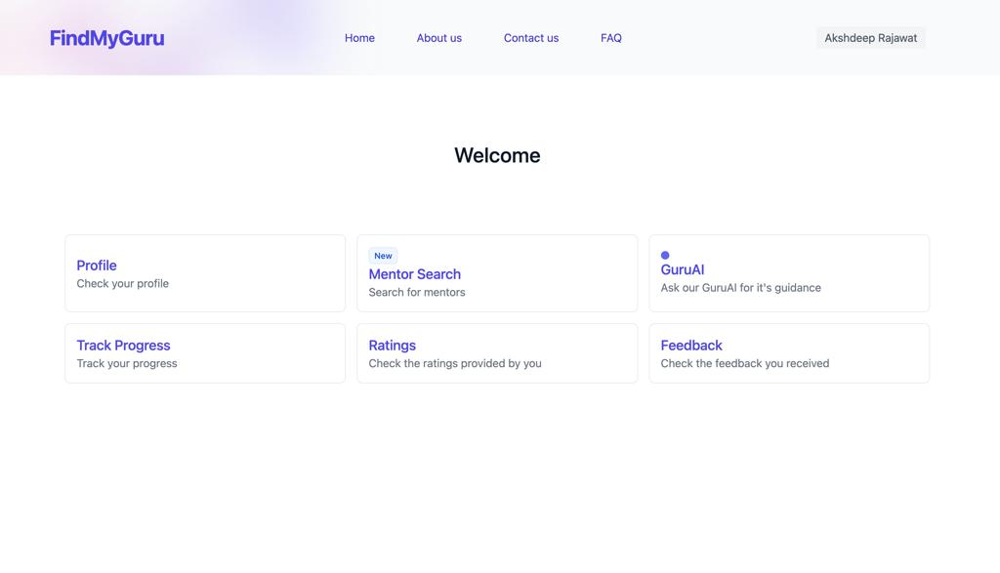 FindMyGuru
Home
About us
Contact us
FAQ
Akshdeep Rajawat
Welcome
Profile
Check your profile
New
Mentor Search
Search for mentors
GuruAI
Ask our GuruAI for it's guidance
Track Progress
Track your progress
Ratings
Check the ratings provided by you
Feedback
Check the feedback you received